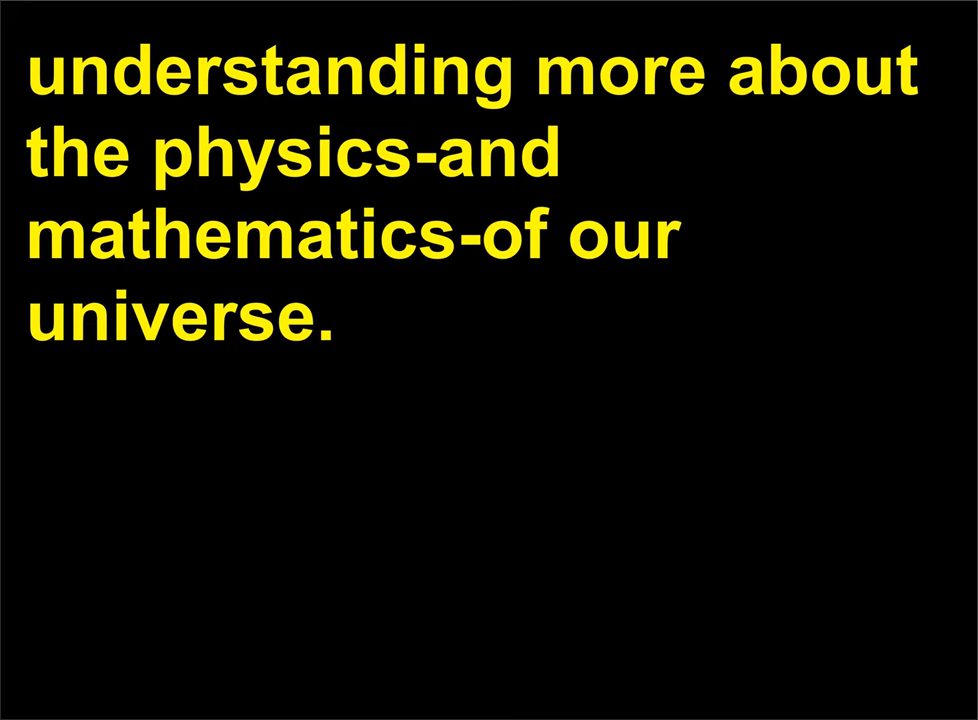 understanding more about
the physics-and
mathematics-of our
universe.